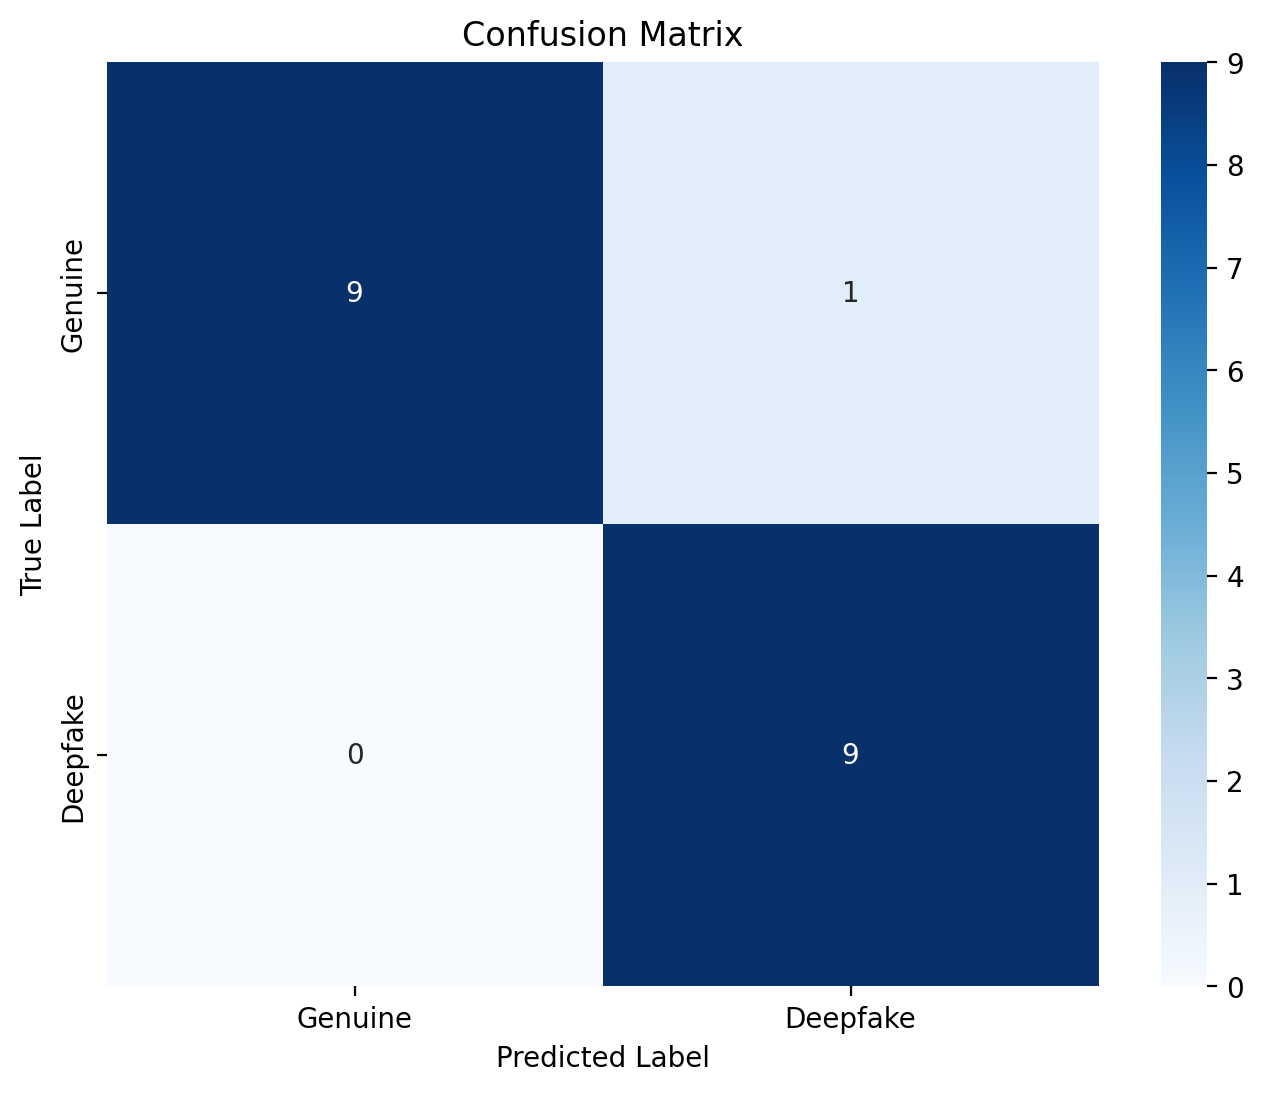 Confusion Matrix
True Label
Genuine
Deepfake
9
1
0
9
Genuine
Deepfake
Predicted Label
9
8
7
6
5
4
3
2
1
0